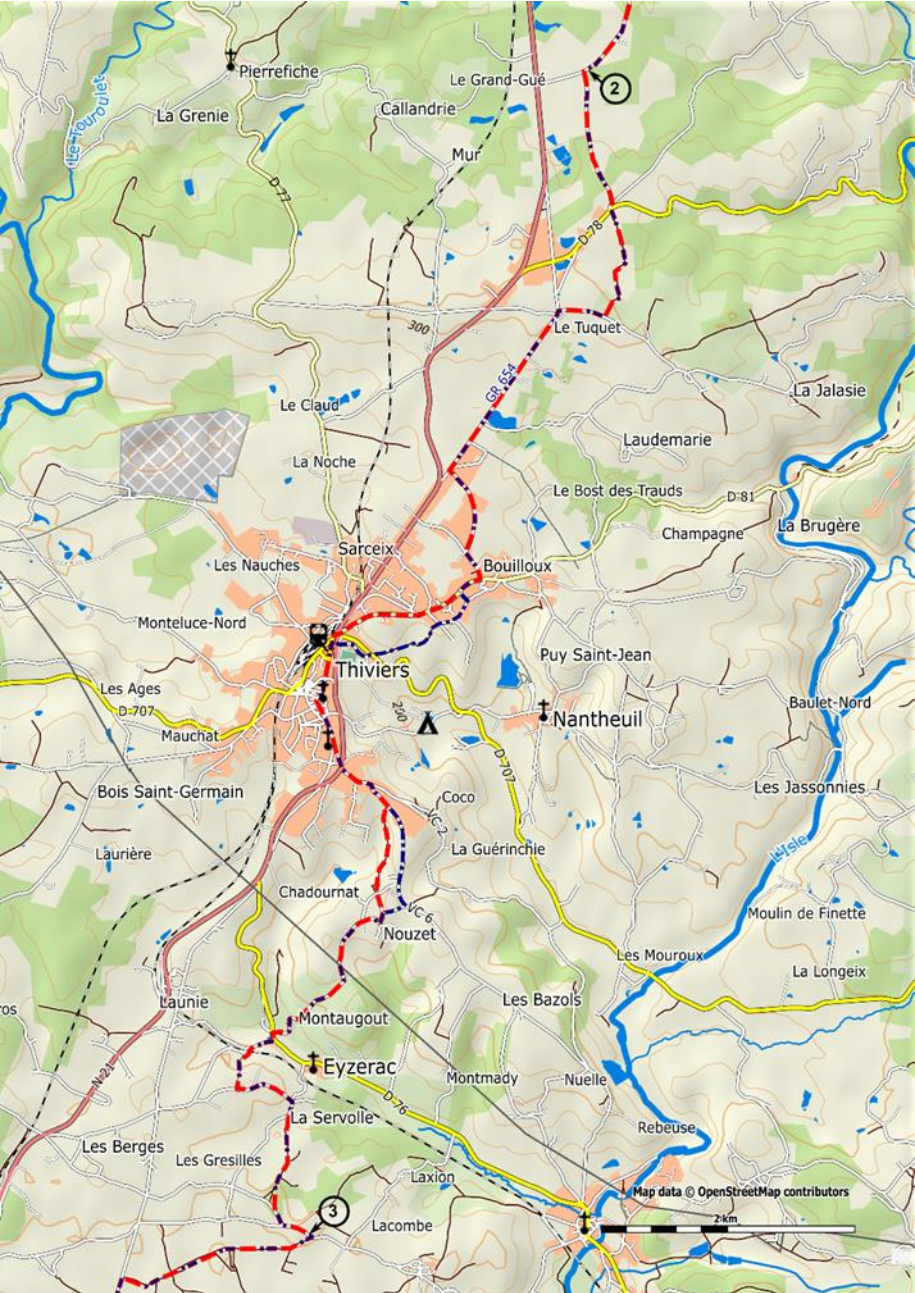 Pierrefiche
Le Grand-Gué
2
La Grenie
Callandrie
Le Touroulet
Mur
D 77
D 78
300
Le Tuquet
GR 654
La Jalasie
Le Claud
Laudemarie
La Noche
Le Bost des Trauds
D 81
Champagne
La Brugère
Sarceix
Les Nauches
Bouilloux
Monteluce-Nord
Puy Saint-Jean
Thiviers
Les Ages
D 707
200
Nantheuil
Baulet-Nord
Mauchat
D 707
Bois Saint-Germain
Coco
Les Jassonnies
VC 2
La Guérinchie
L'Isle
Laurière
Chadournat
VC 6
Moulin de Finette
Nouzet
Les Mouroux
La Longeix
Launie
Les Bazols
ros
Montaugout
Eyzerac
N 21
Montmady
Nuelle
D 76
La Servolle
Rebeuse
Les Berges
Les Gresilles
Laxion
Map data © OpenStreetMap contributors
3
Lacombe
2 km